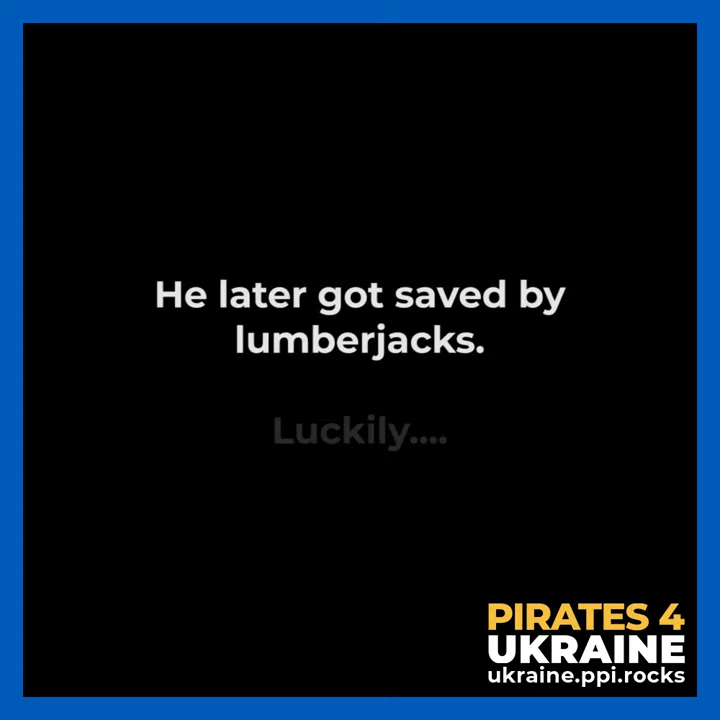 He later got saved by
lumberjacks.
Luckily....
PIRATES 4
UKRAINE
ukraine.ppi.rocks